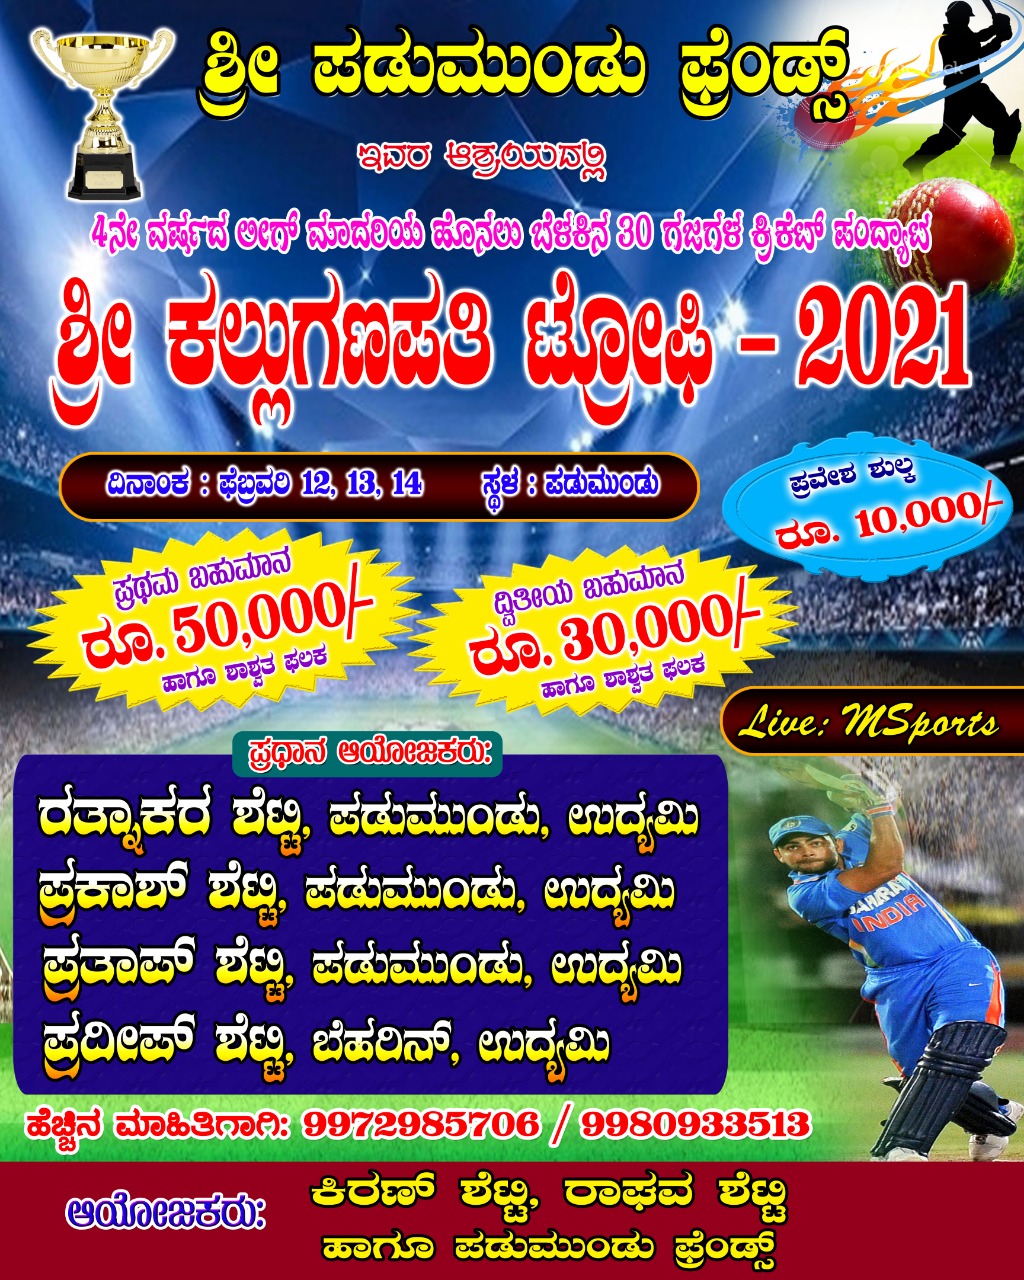 ಶ್ರೀ ಪಡುಮುಂಡು ಫ್ರೆಂಡ್ಸ್
ಇವರ ಆಶ್ರಯದಲ್ಲಿ
4ನೇ ವರ್ಷದ ಲೀಗ್ ಮಾದರಿಯ ಹೊನಲು ಬೆಳಕಿನ 30 ಗಜಗಳ ಕ್ರಿಕೆಟ್ ಪಂದ್ಯಾಟ
ಶ್ರೀ ಕಲ್ಲುಗಣಪತಿ ಟ್ರೋಫಿ - 2021
ದಿನಾಂಕ : ಫೆಬ್ರವರಿ 12, 13, 14 ಸ್ಥಳ : ಪಡುಮುಂಡು
ಪ್ರವೇಶ ಶುಲ್ಕ
ರೂ. 10,000/-
ಪ್ರಥಮ ಬಹುಮಾನ
ರೂ. 50,000/-
ಹಾಗೂ ಶಾಶ್ವತ ಫಲಕ
ದ್ವಿತೀಯ ಬಹುಮಾನ
ರೂ. 30,000/-
ಹಾಗೂ ಶಾಶ್ವತ ಫಲಕ
Live: MSports
ಪ್ರಧಾನ ಆಯೋಜಕರು:
ರತ್ನಾಕರ ಶೆಟ್ಟಿ, ಪಡುಮುಂಡು, ಉದ್ಯಮಿ
ಪ್ರಕಾಶ್ ಶೆಟ್ಟಿ, ಪಡುಮುಂಡು, ಉದ್ಯಮಿ
ಪ್ರತಾಪ್ ಶೆಟ್ಟಿ, ಪಡುಮುಂಡು, ಉದ್ಯಮಿ
ಪ್ರದೀಪ್ ಶೆಟ್ಟಿ, ಬೆಹರಿನ್, ಉದ್ಯಮಿ
SAHARA
INDIA
ಹೆಚ್ಚಿನ ಮಾಹಿತಿಗಾಗಿ: 9972985706 / 9980933513
ಆಯೋಜಕರು: ಕಿರಣ್ ಶೆಟ್ಟಿ, ರಾಘವ ಶೆಟ್ಟಿ
ಹಾಗೂ ಪಡುಮುಂಡು ಫ್ರೆಂಡ್ಸ್